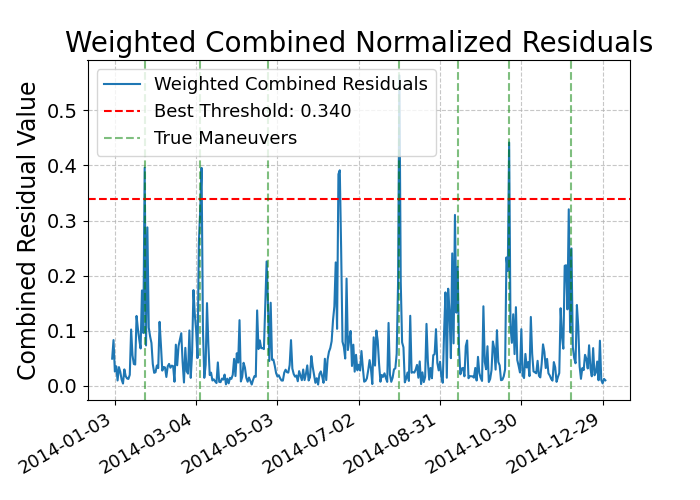 Weighted Combined Normalized Residuals
Combined Residual Value
0.5
0.4
0.3
0.2
0.1
0.0
Weighted Combined Residuals
Best Threshold: 0.340
True Maneuvers
2014-01-03
2014-03-04
2014-05-03
2014-07-02
2014-08-31
2014-10-30
2014-12-29